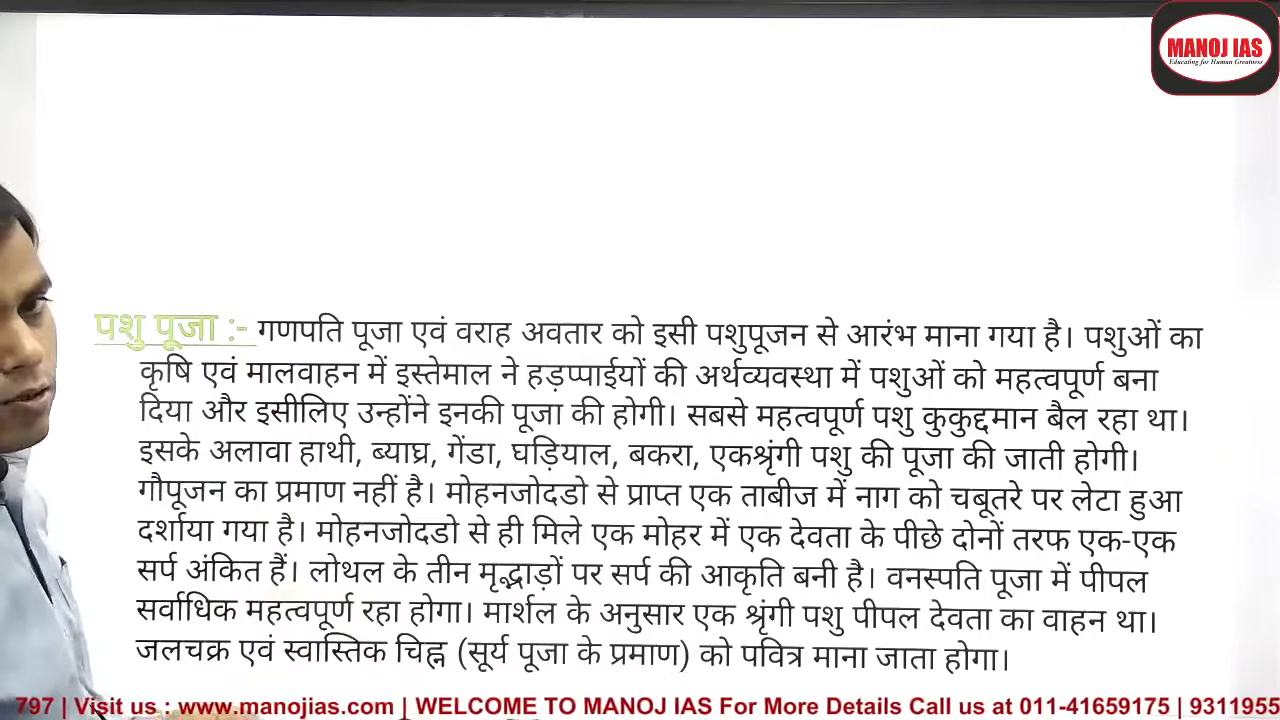 MANOJ IAS
Educating for Human Greatness
पशु पूजा :- गणपति पूजा एवं वराह अवतार को इसी पशुपूजन से आरंभ माना गया है। पशुओं का
कृषि एवं मालवाहन में इस्तेमाल ने हड़प्पाईयों की अर्थव्यवस्था में पशुओं को महत्वपूर्ण बना
दिया और इसीलिए उन्होंने इनकी पूजा की होगी। सबसे महत्वपूर्ण पशु कुकुद्दमान बैल रहा था।
इसके अलावा हाथी, ब्याघ्र, गेंडा, घड़ियाल, बकरा, एकश्रृंगी पशु की पूजा की जाती होगी।
गौपूजन का प्रमाण नहीं है। मोहनजोदडो से प्राप्त एक ताबीज में नाग को चबूतरे पर लेटा हुआ
दर्शाया गया है। मोहनजोदडो से ही मिले एक मोहर में एक देवता के पीछे दोनों तरफ एक-एक
सर्प अंकित हैं। लोथल के तीन मृद्भाड़ों पर सर्प की आकृति बनी है। वनस्पति पूजा में पीपल
सर्वाधिक महत्वपूर्ण रहा होगा। मार्शल के अनुसार एक श्रृंगी पशु पीपल देवता का वाहन था।
जलचक्र एवं स्वास्तिक चिह्न (सूर्य पूजा के प्रमाण) को पवित्र माना जाता होगा।
797 | Visit us : www.manojias.com | WELCOME TO MANOJ IAS For More Details Call us at 011-41659175 | 9311955